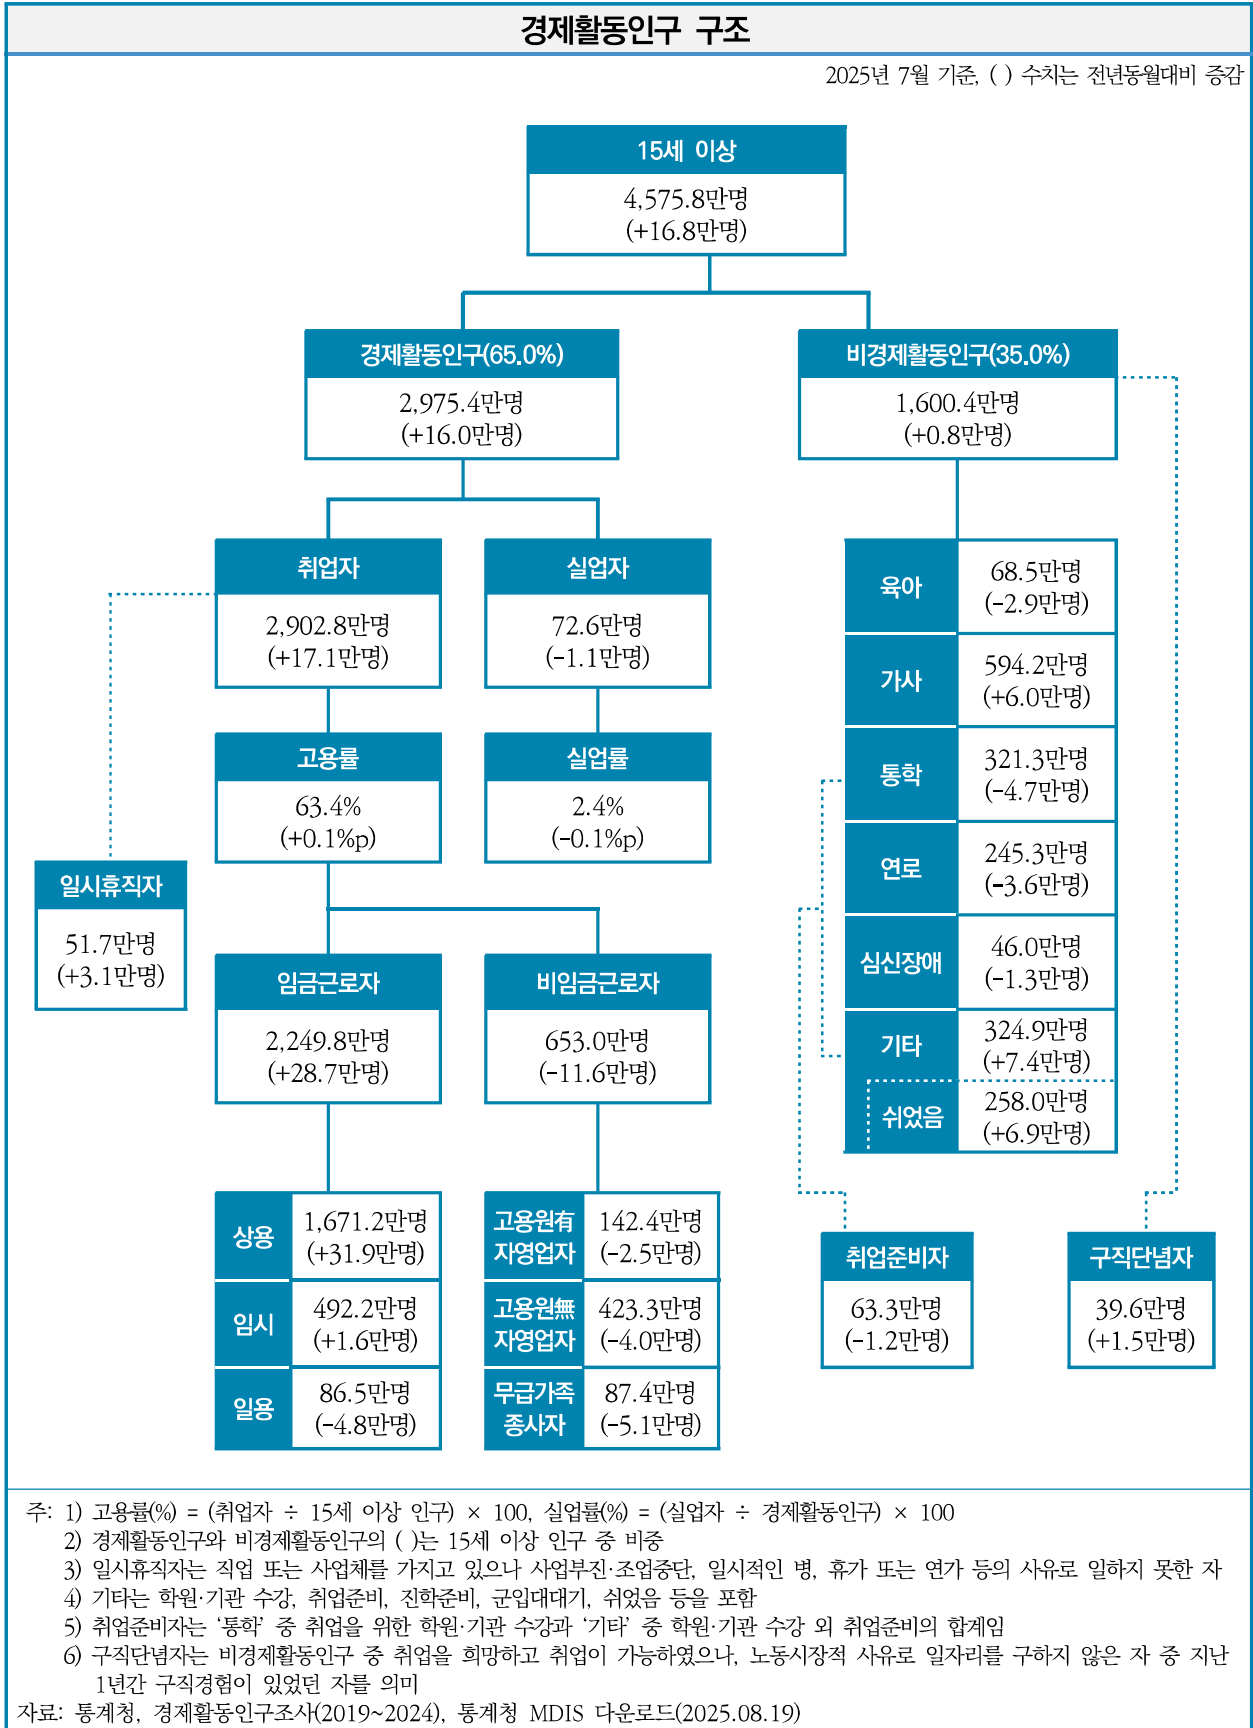 경제활동인구 구조
2025년 7월 기준, ( ) 수치는 전년동월대비 증감
15세 이상
4,575.8만명
(+16.8만명)
경제활동인구(65.0%)
2,975.4만명
(+16.0만명)
비경제활동인구(35.0%)
1,600.4만명
(+0.8만명)
취업자
2,902.8만명
(+17.1만명)
실업자
72.6만명
(-1.1만명)
고용률
63.4%
(+0.1%p)
실업률
2.4%
(-0.1%p)
일시휴직자
51.7만명
(+3.1만명)
임금근로자
2,249.8만명
(+28.7만명)
비임금근로자
653.0만명
(-11.6만명)
상용
1,671.2만명
(+31.9만명)
임시
492.2만명
(+1.6만명)
일용
86.5만명
(-4.8만명)
고용원有
자영업자
142.4만명
(-2.5만명)
고용원無
자영업자
423.3만명
(-4.0만명)
무급가족
종사자
87.4만명
(-5.1만명)
육아
68.5만명
(-2.9만명)
가사
594.2만명
(+6.0만명)
통학
321.3만명
(-4.7만명)
연로
245.3만명
(-3.6만명)
심신장애
46.0만명
(-1.3만명)
기타
324.9만명
(+7.4만명)
쉬었음
258.0만명
(+6.9만명)
취업준비자
63.3만명
(-1.2만명)
구직단념자
39.6만명
(+1.5만명)
주: 1) 고용률(%) = (취업자 ÷ 15세 이상 인구) × 100, 실업률(%) = (실업자 ÷ 경제활동인구) × 100
2) 경제활동인구와 비경제활동인구의 ( )는 15세 이상 인구 중 비중
3) 일시휴직자는 직업 또는 사업체를 가지고 있으나 사업부진·조업중단, 일시적인 병, 휴가 또는 연가 등의 사유로 일하지 못한 자
4) 기타는 학원·기관 수강, 취업준비, 진학준비, 군입대대기, 쉬었음 등을 포함
5) 취업준비자는 ‘통학’ 중 취업을 위한 학원·기관 수강과 ‘기타’ 중 학원·기관 수강 외 취업준비의 합계임
6) 구직단념자는 비경제활동인구 중 취업을 희망하고 취업이 가능하였으나, 노동시장적 사유로 일자리를 구하지 않은 자 중 지난
1년간 구직경험이 있었던 자를 의미
자료: 통계청, 경제활동인구조사(2019~2024), 통계청 MDIS 다운로드(2025.08.19)